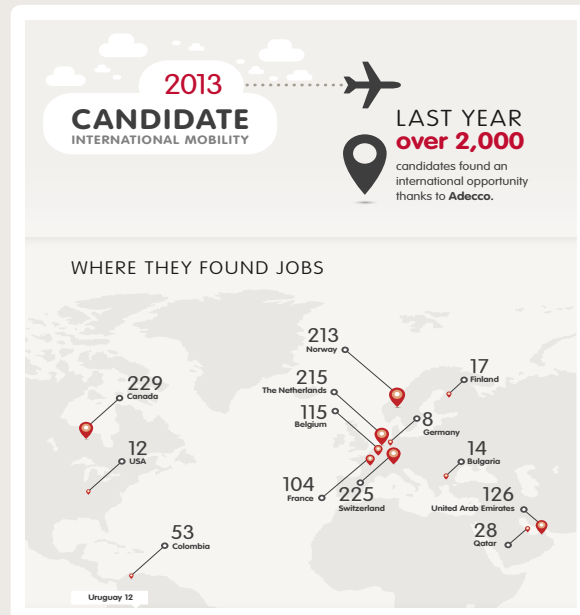 2013
CANDIDATE
INTERNATIONAL MOBILITY
LAST YEAR
over 2,000
candidates found an
international opportunity
thanks to Adecco.
WHERE THEY FOUND JOBS
213
Norway
17
Finland
215
The Netherlands
229
Canada
115
Belgium
8
Germany
12
USA
14
Bulgaria
104
France
225
Switzerland
126
United Arab Emirates
28
Qatar
53
Colombia
Uruguay 12